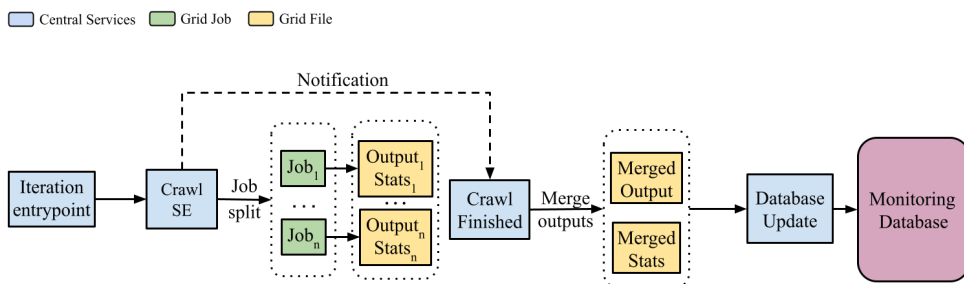 Central Services
Grid Job
Grid File
Notification
Iteration
entrypoint
Crawl
SE
Job
split
Job1
...
Jobn
Output1
Stats1
...
Outputn
Statsn
Crawl
Finished
Merge
outputs
Merged
Output
Merged
Stats
Database
Update
Monitoring
Database